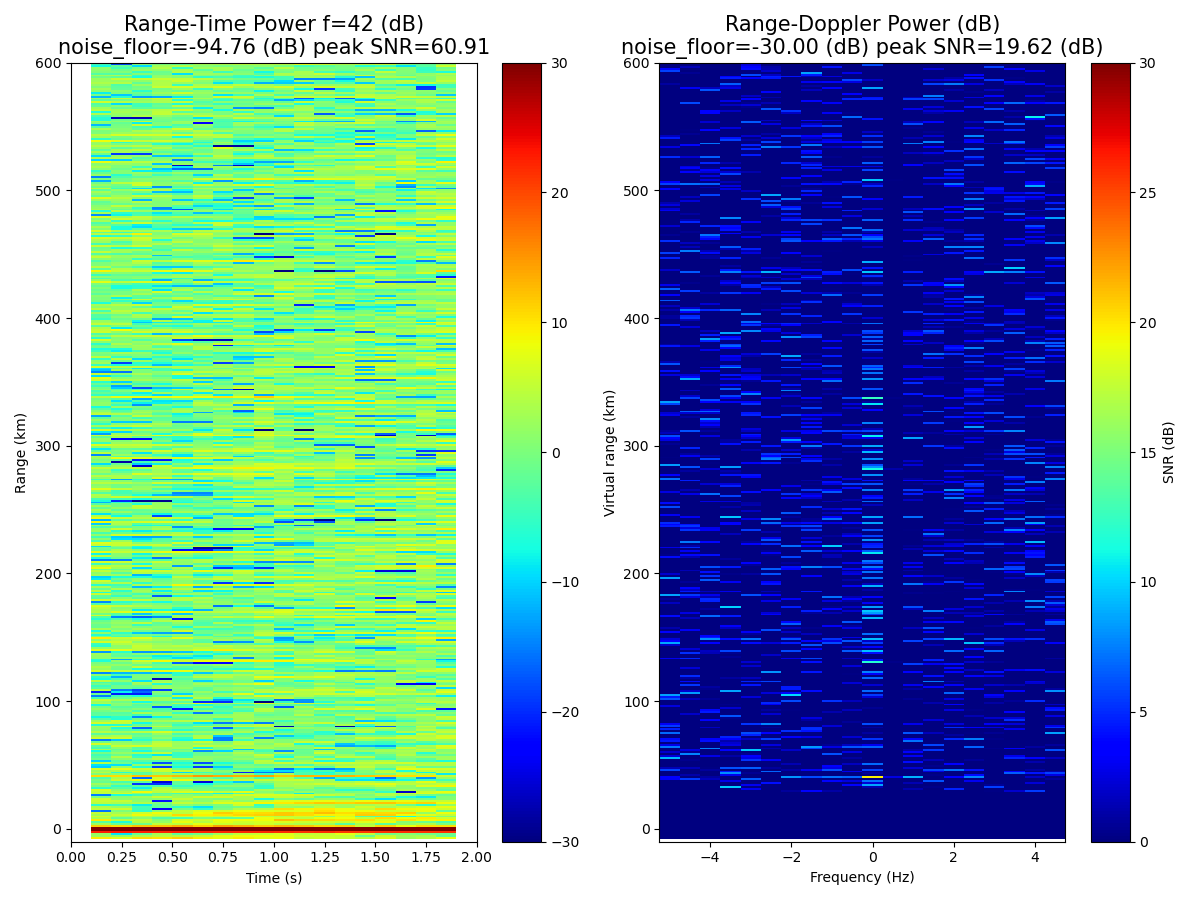 Range-Time Power f=42 (dB)
noise_floor=-94.76 (dB) peak SNR=60.91
Range-Doppler Power (dB)
noise_floor=-30.00 (dB) peak SNR=19.62 (dB)
Range (km)
600
500
400
300
200
100
0
0.00 0.25 0.50 0.75 1.00 1.25 1.50 1.75 2.00
Time (s)
30
20
10
0
−10
−20
−30
Virtual range (km)
600
500
400
300
200
100
0
−4 −2 0 2 4
Frequency (Hz)
30
25
20
15
10
5
0
SNR (dB)